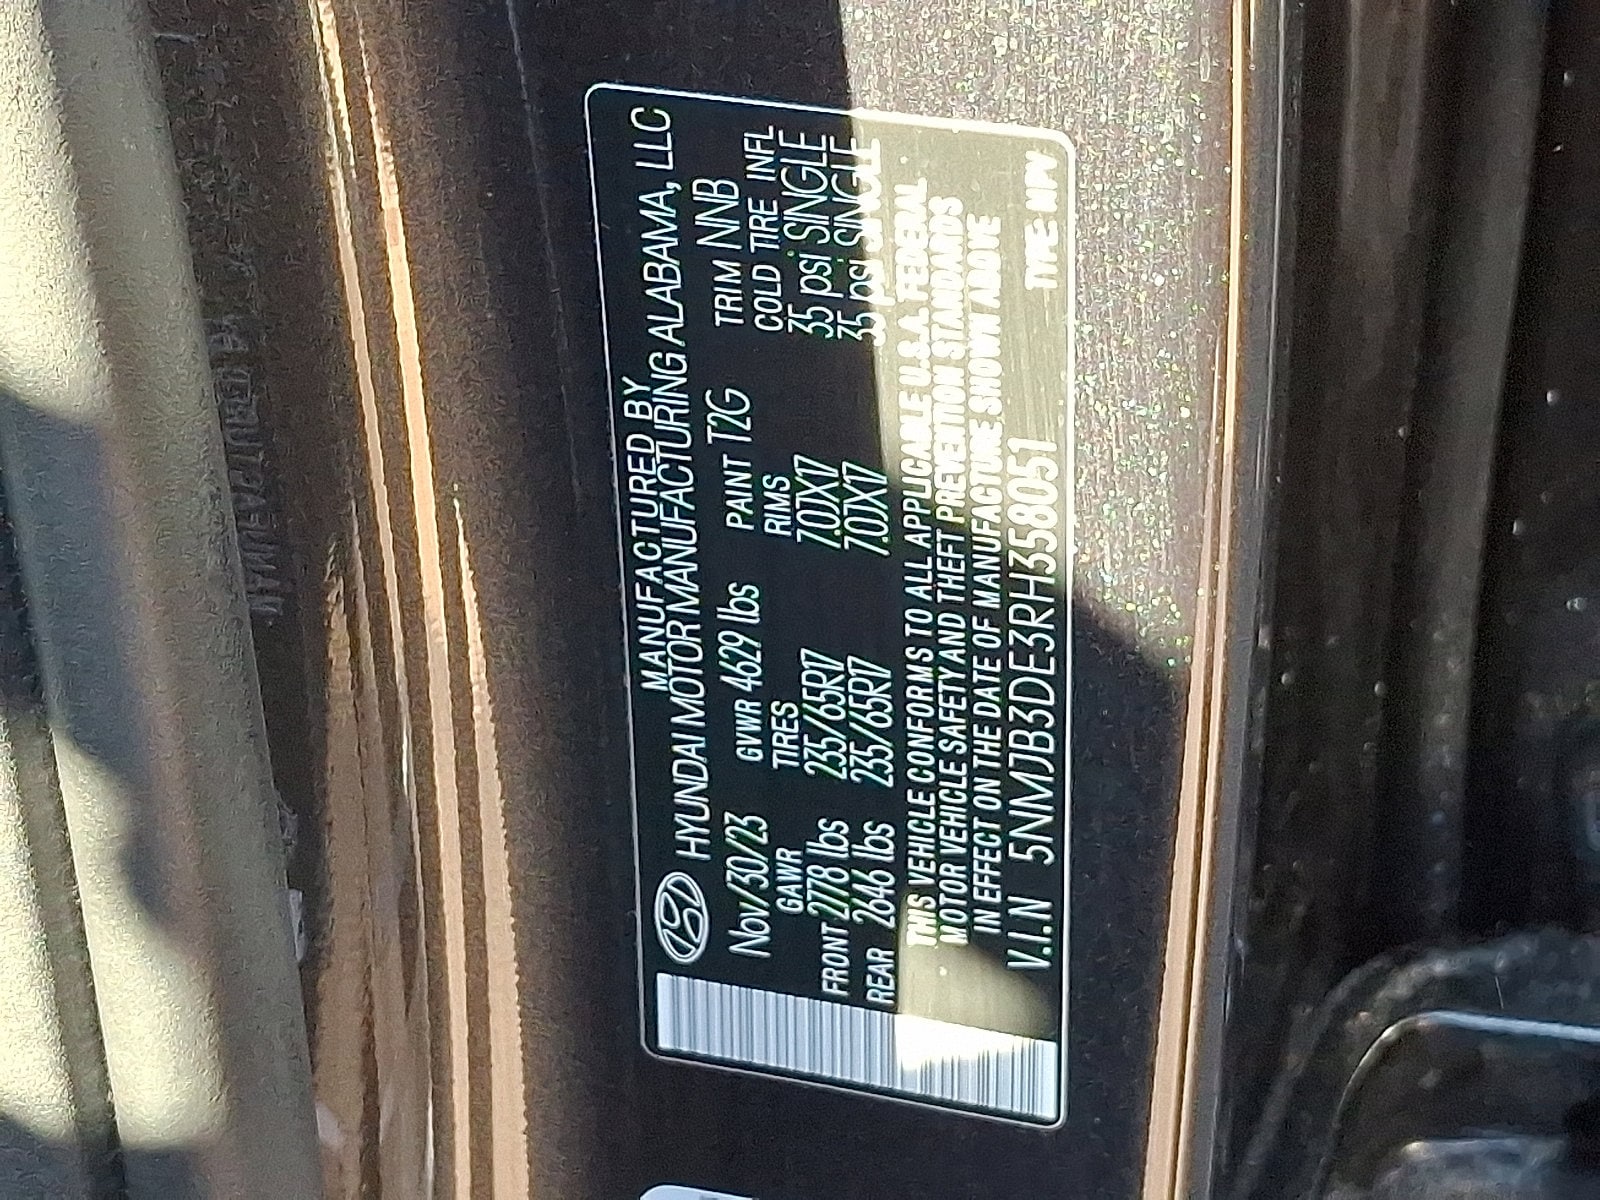 MANUFACTURED BY
HYUNDAI MOTOR MANUFACTURING ALABAMA, LLC
Nov/30/23 GVWR 4629 lbs PAINT T2G TRIM NNB
GAWR TIRES RIMS COLD TIRE INFL
FRONT 2778 lbs 235/65R17 7.0JX17 35 psi SINGLE
REAR 2646 lbs 235/65R17 7.0JX17 35 psi SINGLE
THIS VEHICLE CONFORMS TO ALL APPLICABLE U.S.A. FEDERAL
MOTOR VEHICLE SAFETY AND THEFT PREVENTION STANDARDS
IN EFFECT ON THE DATE OF MANUFACTURE SHOWN ABOVE
V.I.N 5NMJB3DE3RH358051 TYPE: MPV